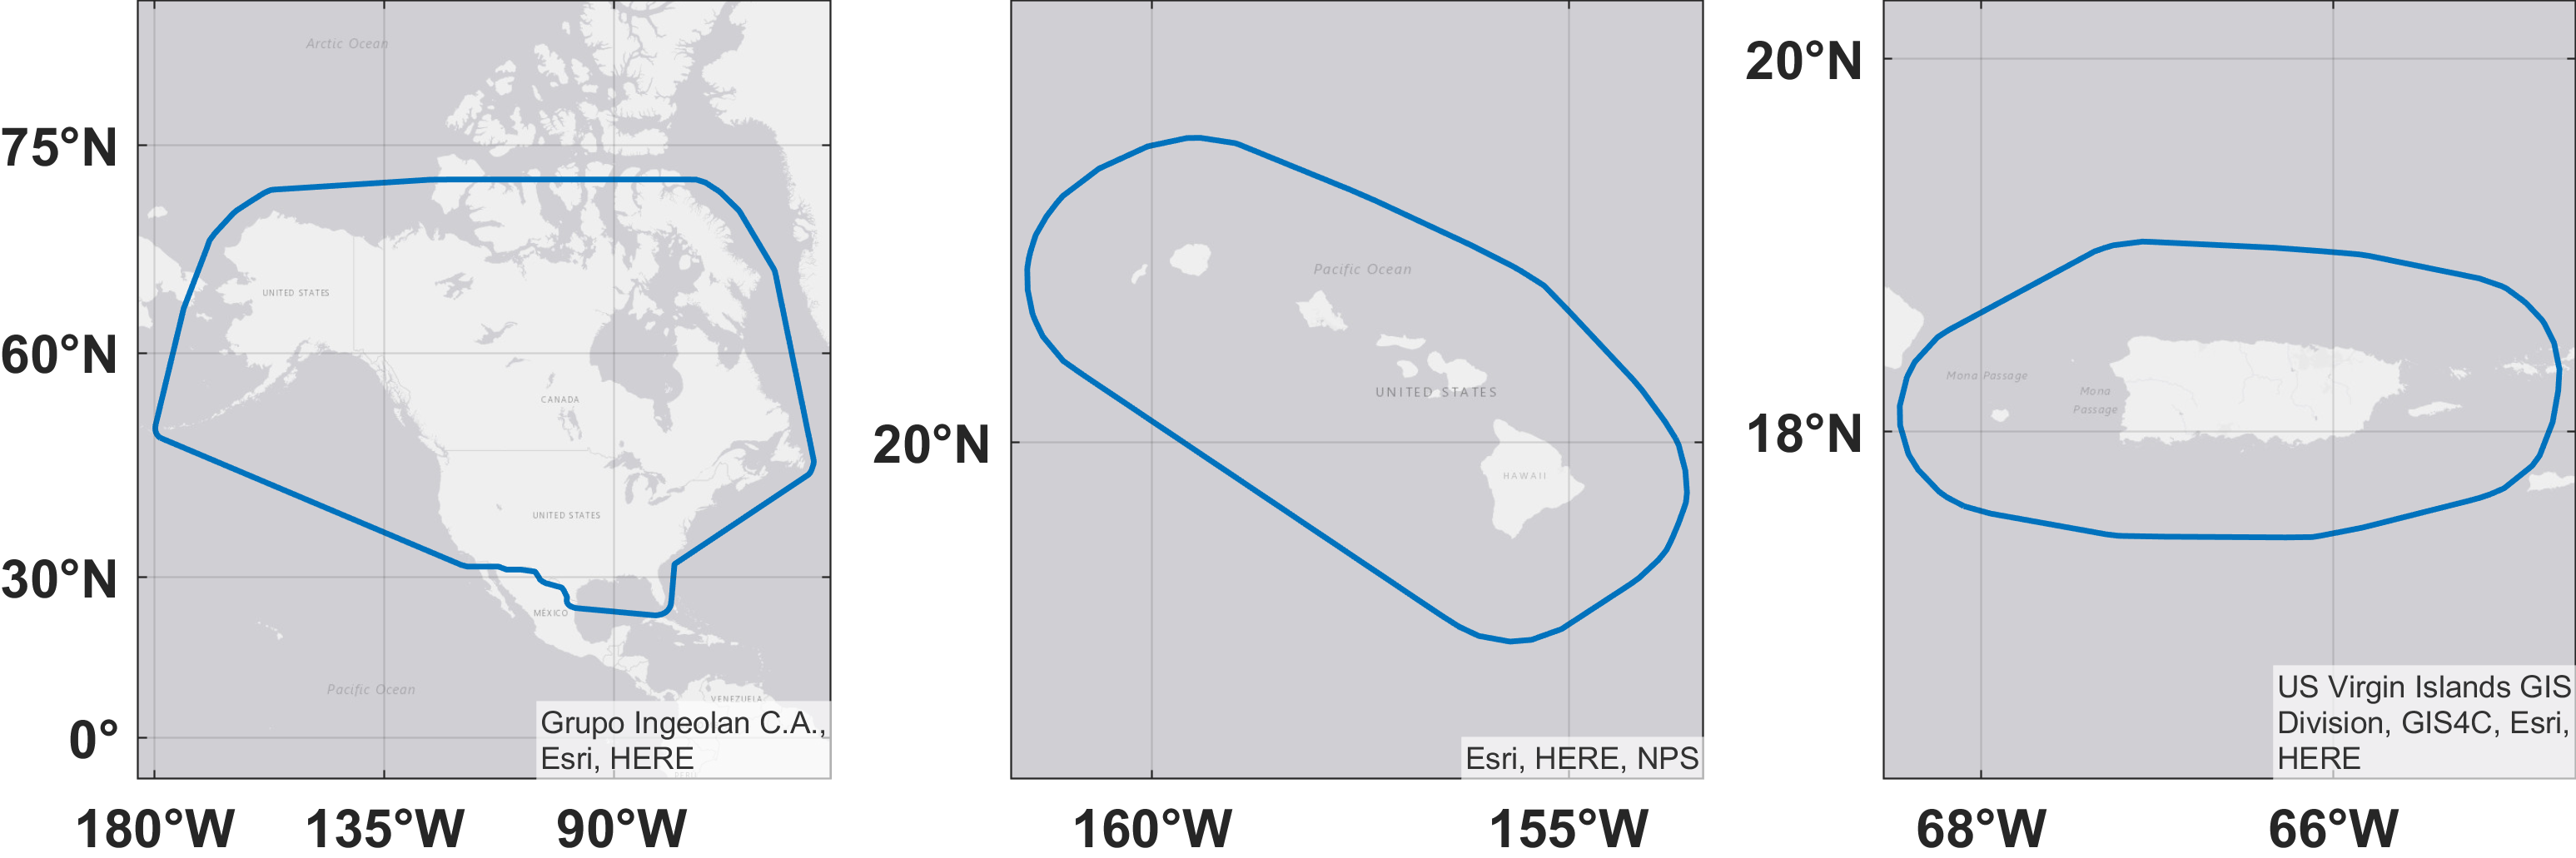 Arctic Ocean
75°N
UNITED STATES
60°N
CANADA
UNITED STATES
30°N
MÉXICO
Pacific Ocean
VENEZUELA
0°
Grupo Ingeolan C.A.,
Esri, HERE
PERU
180°W 135°W 90°W
Pacific Ocean
UNITED STATES
20°N
HAWAII
Esri, HERE, NPS
160°W 155°W
20°N
Mona Passage
Mona
Passage
18°N
US Virgin Islands GIS
Division, GIS4C, Esri,
HERE
68°W 66°W